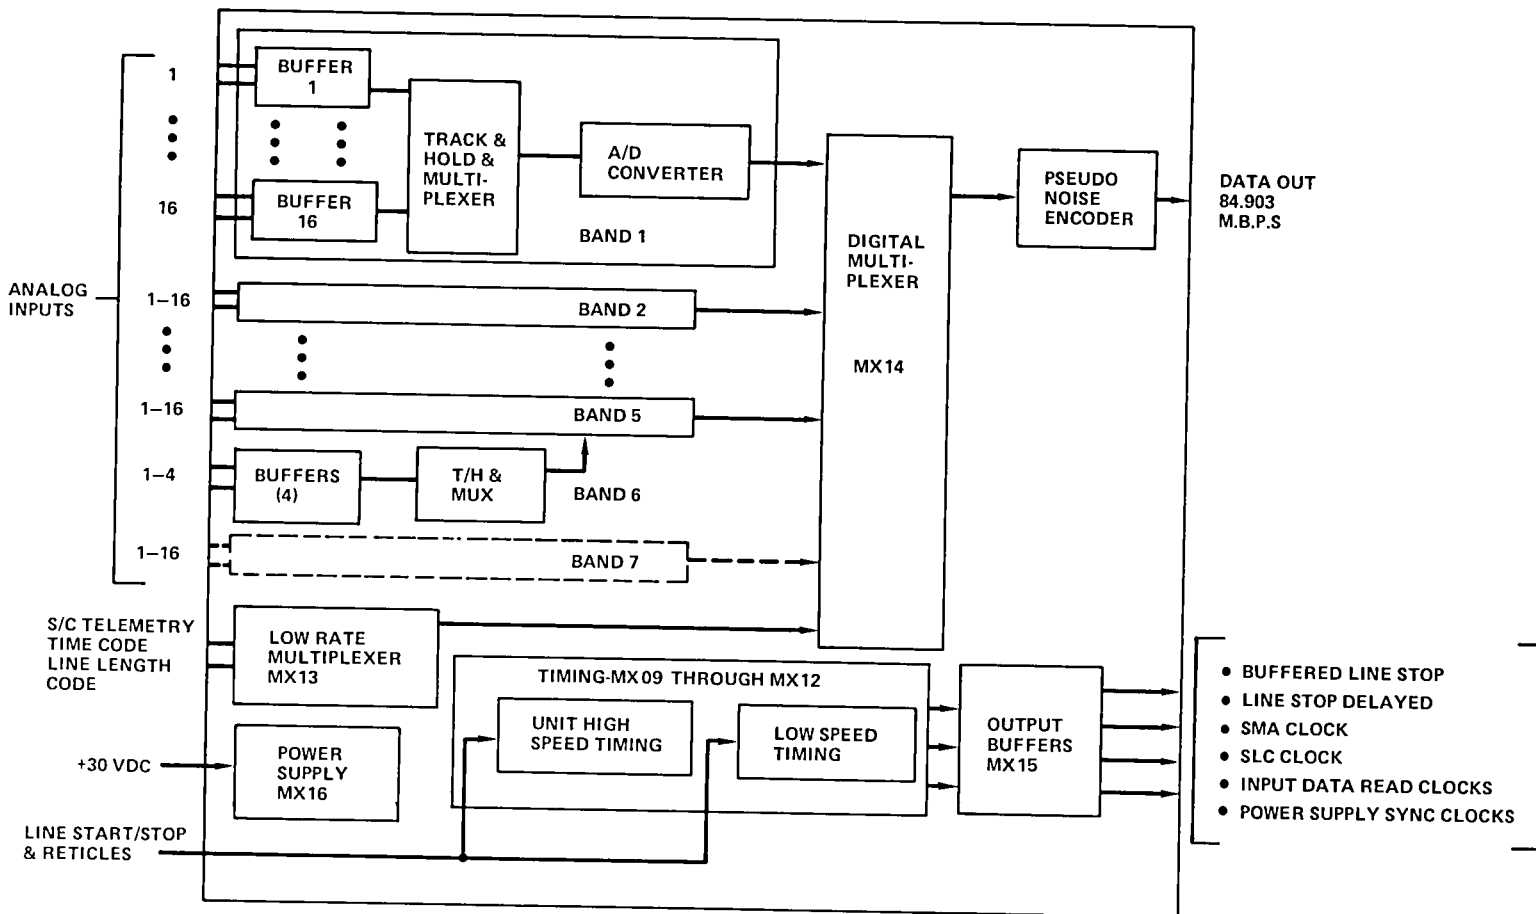 ANALOG
INPUTS
1
16
1–16
1–16
1–4
1–16
BUFFER
1
BUFFER
16
TRACK &
HOLD &
MULTI-
PLEXER
A/D
CONVERTER
BAND 1
BAND 2
BAND 5
BUFFERS
(4)
T/H &
MUX
BAND 6
BAND 7
DIGITAL
MULTI-
PLEXER
MX14
PSEUDO
NOISE
ENCODER
DATA OUT
84.903
M.B.P.S
S/C TELEMETRY
TIME CODE
LINE LENGTH
CODE
LOW RATE
MULTIPLEXER
MX13
+30 VDC
POWER
SUPPLY
MX16
LINE START/STOP
& RETICLES
TIMING-MX09 THROUGH MX12
UNIT HIGH
SPEED TIMING
LOW SPEED
TIMING
OUTPUT
BUFFERS
MX15
• BUFFERED LINE STOP
• LINE STOP DELAYED
• SMA CLOCK
• SLC CLOCK
• INPUT DATA READ CLOCKS
• POWER SUPPLY SYNC CLOCKS